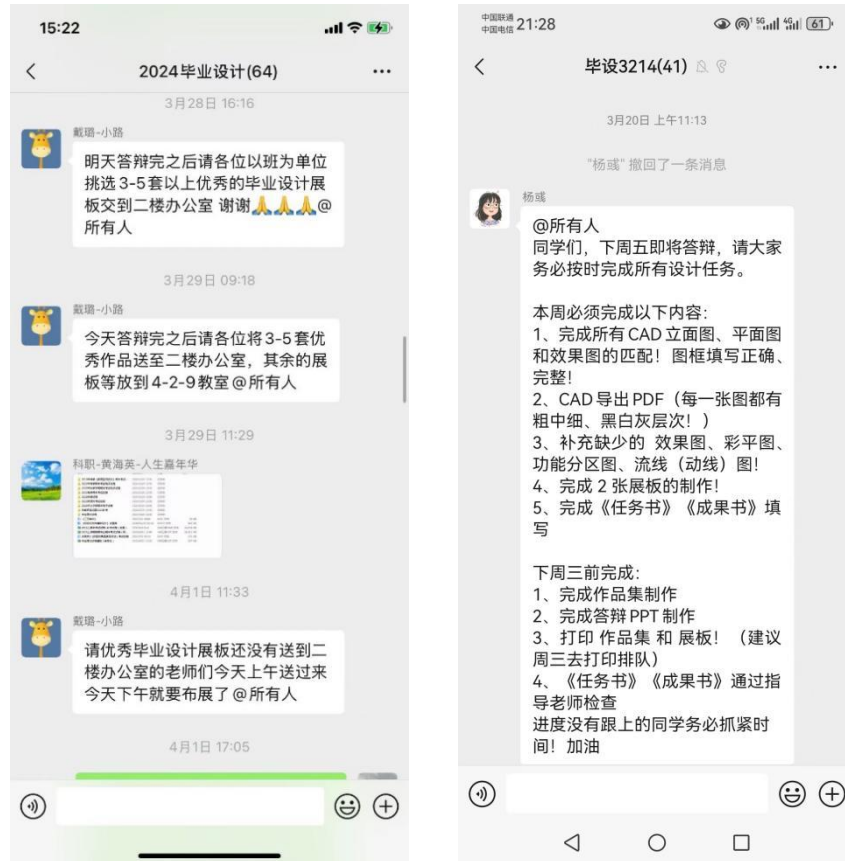 15:22
2024毕业设计(64)
3月28日 16:16
戴璐-小路
明天答辩完之后请各位以班为单位
挑选3-5套以上优秀的毕业设计展
板交到二楼办公室 谢谢🙏🙏🙏@
所有人
3月29日 09:18
戴璐-小路
今天答辩完之后请各位将3-5套优
秀作品送至二楼办公室，其余的展
板等放到4-2-9教室@所有人
3月29日 11:29
科职-黄海英-人生嘉年华
4月1日 11:33
戴璐-小路
请优秀毕业设计展板还没有送到二
楼办公室的老师们今天上午送过来
今天下午就要布展了@所有人
4月1日 17:05
中国联通
中国电信 21:28
5G 4G 61
毕设3214(41)
3月20日 上午11:13
"杨彧" 撤回了一条消息
杨彧
@所有人
同学们，下周五即将答辩，请大家
务必按时完成所有设计任务。
本周必须完成以下内容：
1、完成所有CAD立面图、平面图
和效果图的匹配！图框填写正确、
完整！
2、CAD导出PDF（每一张图都有
粗中细、黑白灰层次！）
3、补充缺少的 效果图、彩平图、
功能分区图、流线（动线）图！
4、完成 2 张展板的制作！
5、完成《任务书》《成果书》填
写
下周三前完成：
1、完成作品集制作
2、完成答辩PPT制作
3、打印 作品集 和 展板！（建议
周三去打印排队）
4、《任务书》《成果书》通过指
导老师检查
进度没有跟上的同学务必抓紧时
间！加油